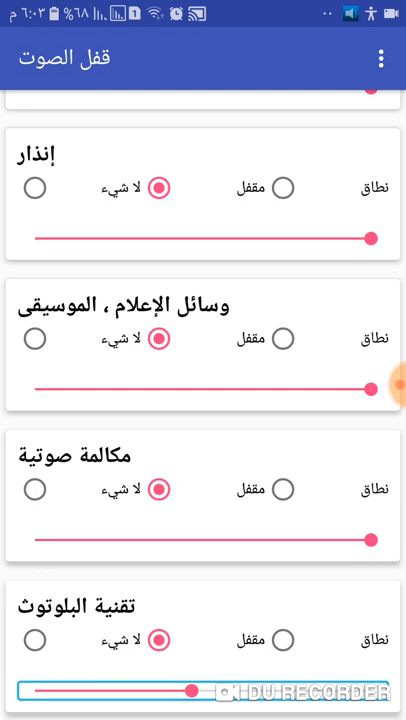 ٦:٠٣ م ٦٨% 1
قفل الصوت
إنذار
لا شيء مقفل نطاق
وسائل الإعلام ، الموسيقى
لا شيء مقفل نطاق
مكالمة صوتية
لا شيء مقفل نطاق
تقنية البلوتوث
لا شيء مقفل نطاق
DU RECORDER